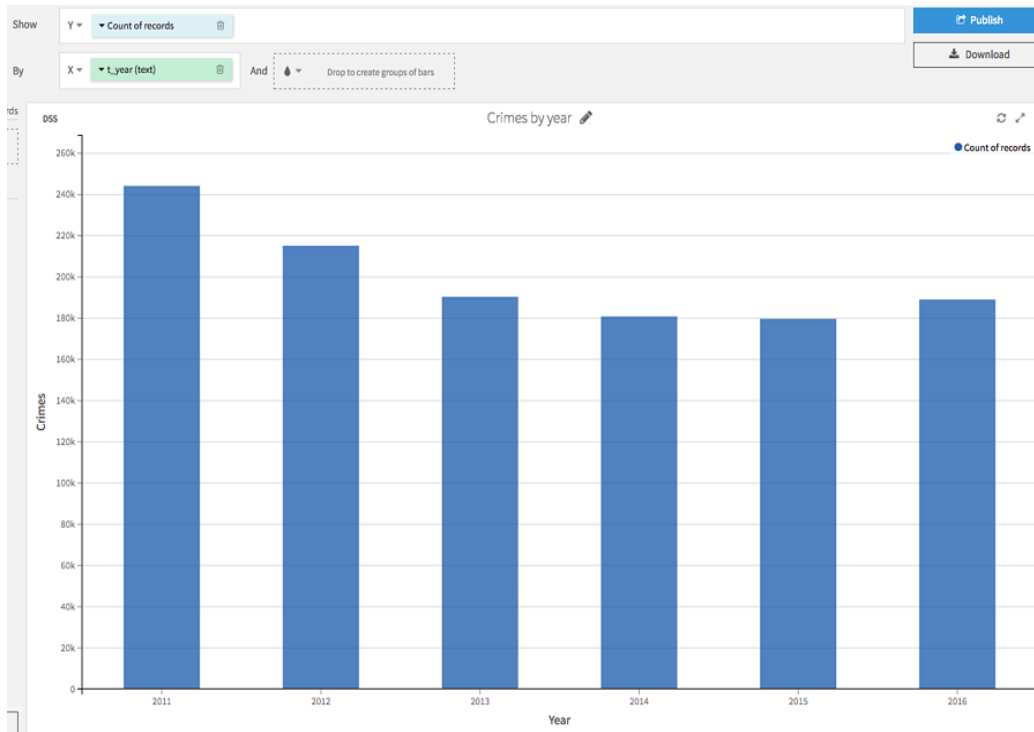 Show
Y
Count of records
Publish
Download
By
X
t_year (text)
And
Drop to create groups of bars
DSS
Crimes by year
Count of records
260k
240k
220k
200k
180k
160k
140k
120k
100k
80k
60k
40k
20k
0
Crimes
2011 2012 2013 2014 2015 2016
Year